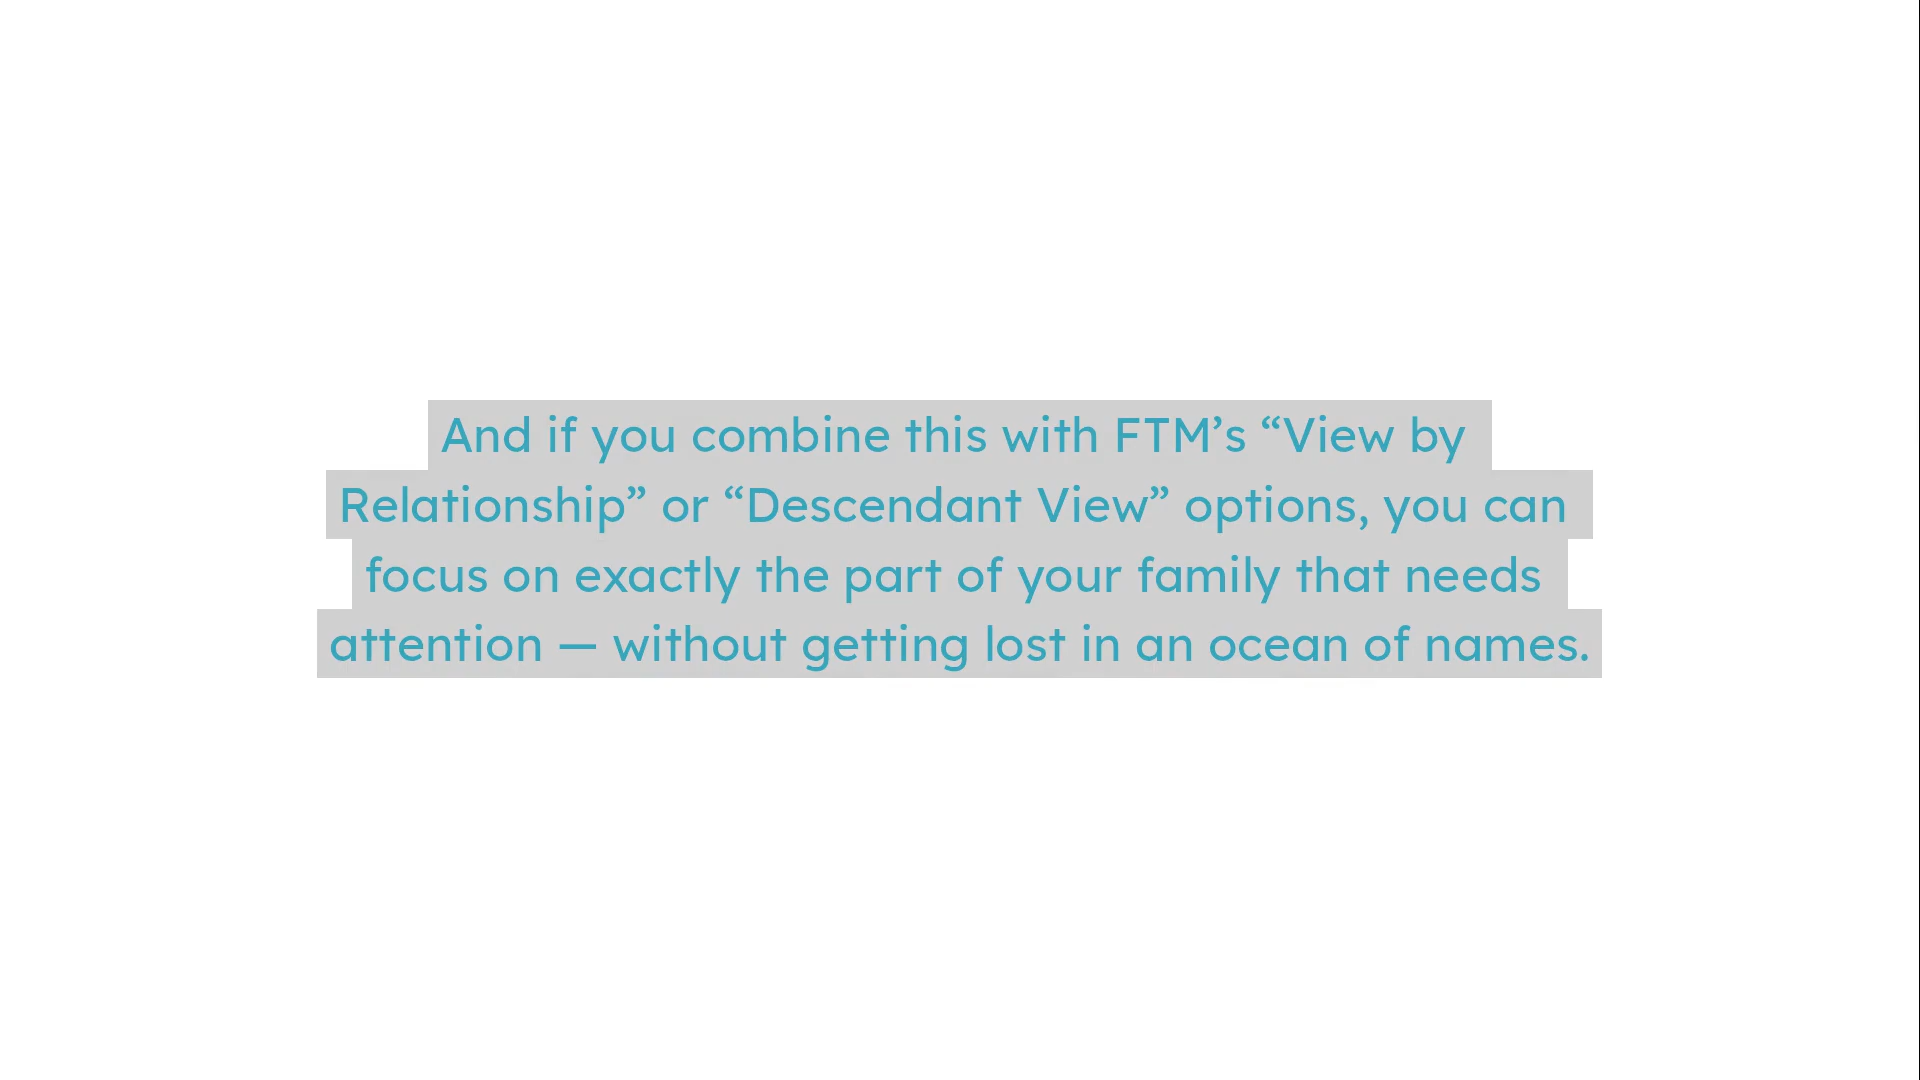 And if you combine this with FTM’s “View by
Relationship” or “Descendant View” options, you can
focus on exactly the part of your family that needs
attention — without getting lost in an ocean of names.